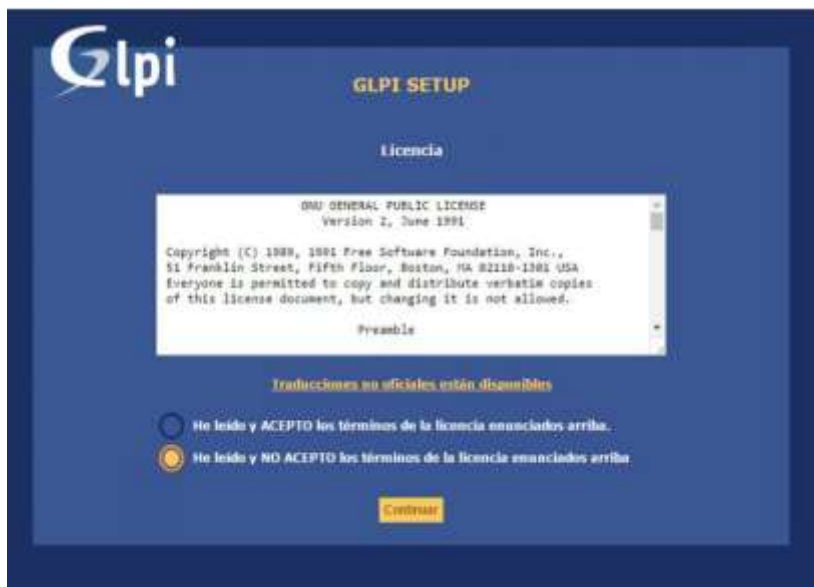 Glpi
GLPI SETUP
Licencia
GNU GENERAL PUBLIC LICENSE
Version 2, June 1991
Copyright (C) 1989, 1991 Free Software Foundation, Inc.,
51 Franklin Street, Fifth Floor, Boston, MA 02110-1301 USA
Everyone is permitted to copy and distribute verbatim copies
of this license document, but changing it is not allowed.
Preamble
Traducciones no oficiales están disponibles
He leído y ACEPTO los términos de la licencia enunciados arriba.
He leído y NO ACEPTO los términos de la licencia enunciados arriba
Continuar